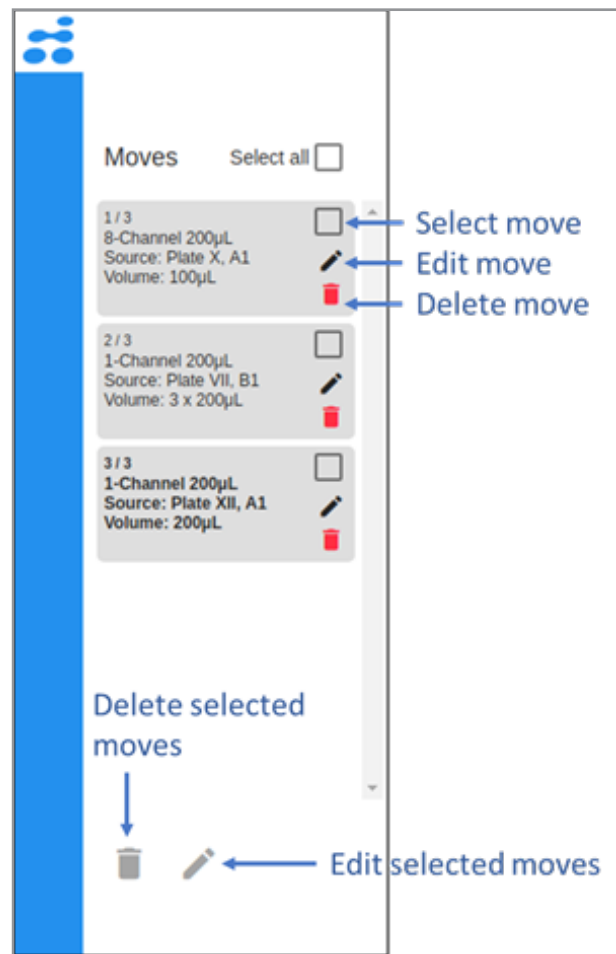 Moves
Select all
1 / 3
8-Channel 200µL
Source: Plate X, A1
Volume: 100µL
Select move
Edit move
Delete move
2 / 3
1-Channel 200µL
Source: Plate VII, B1
Volume: 3 x 200µL
3 / 3
1-Channel 200µL
Source: Plate XII, A1
Volume: 200µL
Delete selected
moves
Edit selected moves